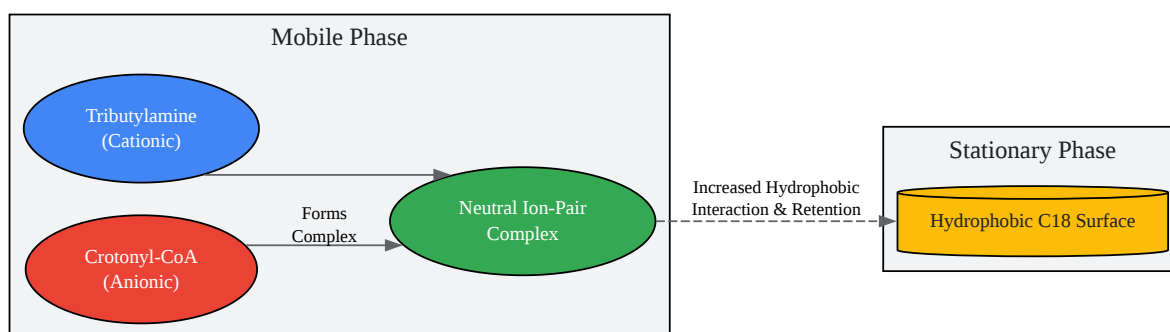 Mobile Phase
Tributylamine
(Cationic)
Crotonyl-CoA
(Anionic)
Forms
Complex
Neutral Ion-Pair
Complex
Increased Hydrophobic
Interaction & Retention
Stationary Phase
Hydrophobic C18 Surface